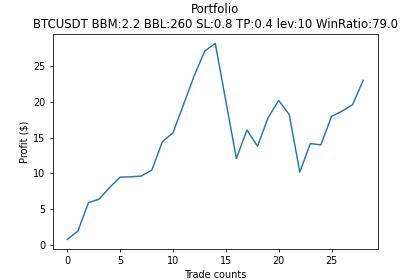 Portfolio
BTCUSDT BBM:2.2 BBL:260 SL:0.8 TP:0.4 lev:10 WinRatio:79.0
25
20
15
10
5
0
Profit ($)
0 5 10 15 20 25
Trade counts